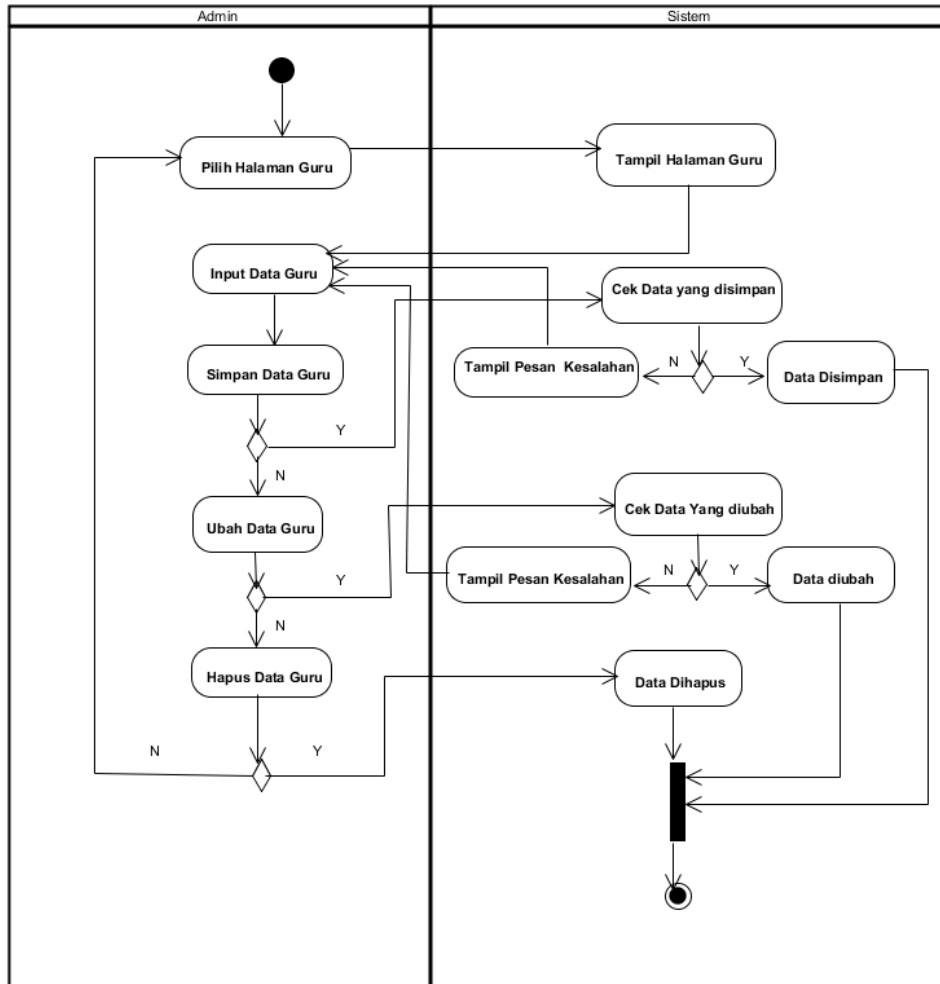 Admin
Sistem
Pilih Halaman Guru
Tampil Halaman Guru
Input Data Guru
Cek Data yang disimpan
Simpan Data Guru
Tampil Pesan Kesalahan
N
Y
Data Disimpan
Y
N
Ubah Data Guru
Cek Data Yang diubah
Y
Tampil Pesan Kesalahan
N
Y
Data diubah
N
Hapus Data Guru
Data Dihapus
N
Y